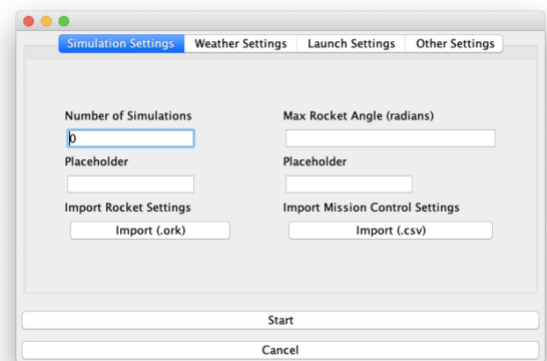 Simulation Settings Weather Settings Launch Settings Other Settings
Number of Simulations Max Rocket Angle (radians)
0
Placeholder Placeholder
Import Rocket Settings Import Mission Control Settings
Import (.ork) Import (.csv)
Start
Cancel